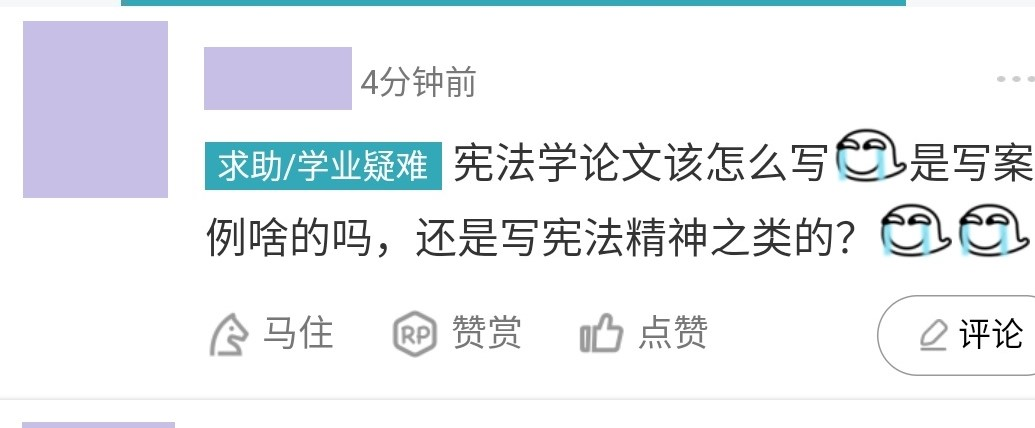 4分钟前
求助/学业疑难 宪法学论文该怎么写是写案
例啥的吗，还是写宪法精神之类的？
马住 RP 赞赏 点赞 评论